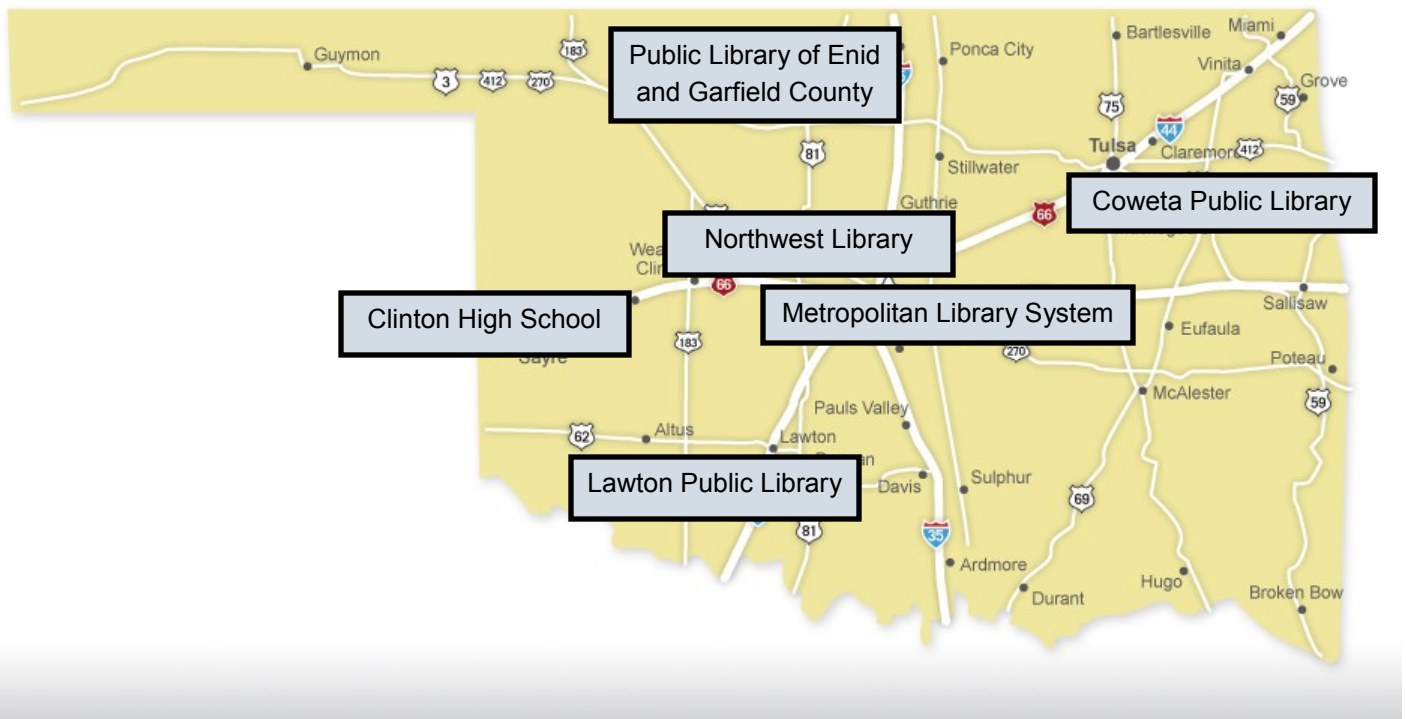 Guymon
183
3
412
270
Public Library of Enid
and Garfield County
Ponca City
Bartlesville
Miami
Vinita
Grove
59
75
44
Tulsa
Claremore
412
81
Stillwater
Guthrie
66
Coweta Public Library
Northwest Library
66
Clinton High School
Metropolitan Library System
Sallisaw
Eufaula
183
270
Sayre
Poteau
McAlester
59
Pauls Valley
62
Altus
Lawton
Lawton Public Library
Davis
Sulphur
69
81
35
Ardmore
Durant
Hugo
Broken Bow